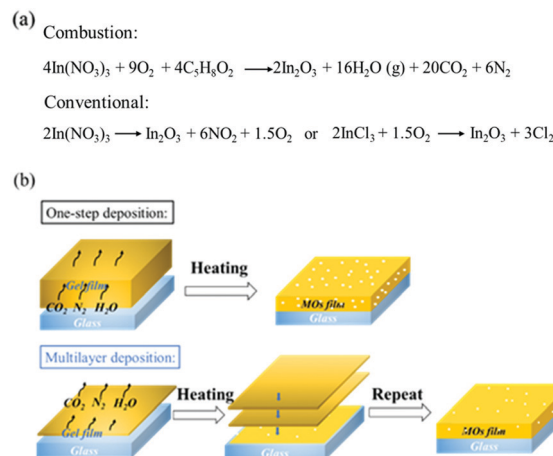 (a)
Combustion:
4In(NO₃)₃ + 9O₂ + 4C₅H₈O₂ ⟶2In₂O₃ + 16H₂O (g) + 20CO₂ + 6N₂
Conventional:
2In(NO₃)₃ ⟶ In₂O₃ + 6NO₂ + 1.5O₂ or 2InCl₃ + 1.5O₂ ⟶ In₂O₃ + 3Cl₂
(b)
One-step deposition:
Gel film
CO₂ N₂ H₂O
Glass
Heating
MOs film
Glass
Multilayer deposition:
CO₂ N₂ H₂O
Gel film
Glass
Heating
Glass
Repeat
MOs film
Glass